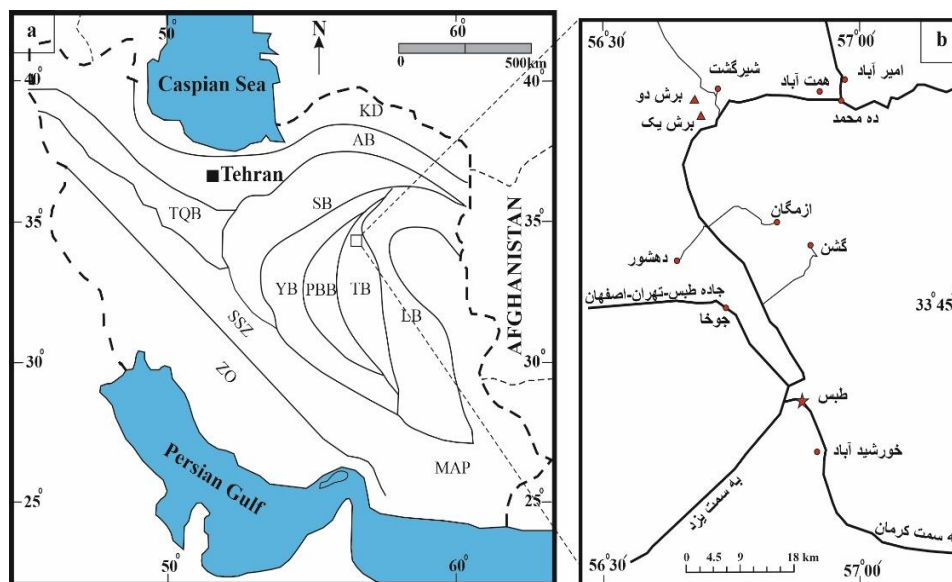 a
50°
60°
N
0
500km
40°
40°
Caspian Sea
KD
AB
Tehran
TQB
SB
35°
35°
YB
PBB
TB
LB
SSZ
ZO
AFGHANISTAN
30°
30°
Persian Gulf
MAP
25°
25°
50°
60°
b
56°30′
57°00′
شیرگشت
همت آباد
امیر آباد
برش دو
برش یک
ده محمد
ازمگان
گشن
دهشور
جاده طبس-تهران-اصفهان
33°45
جوخا
طبس
خورشید آباد
به سمت یزد
ه سمت کرمان
0 4.5 9 18 km
56°30′
57°00′